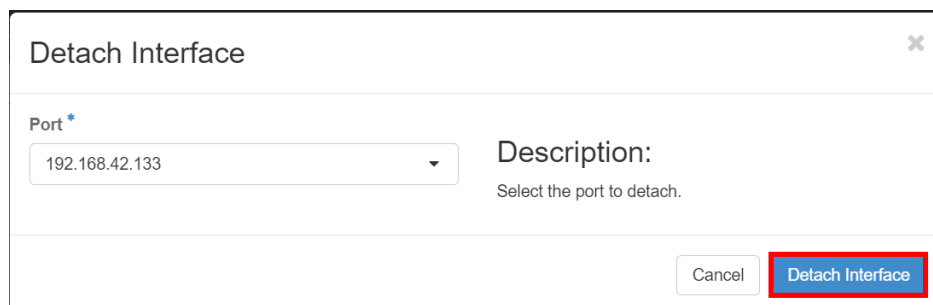 Detach Interface
×
Port *
192.168.42.133
Description:
Select the port to detach.
Cancel
Detach Interface